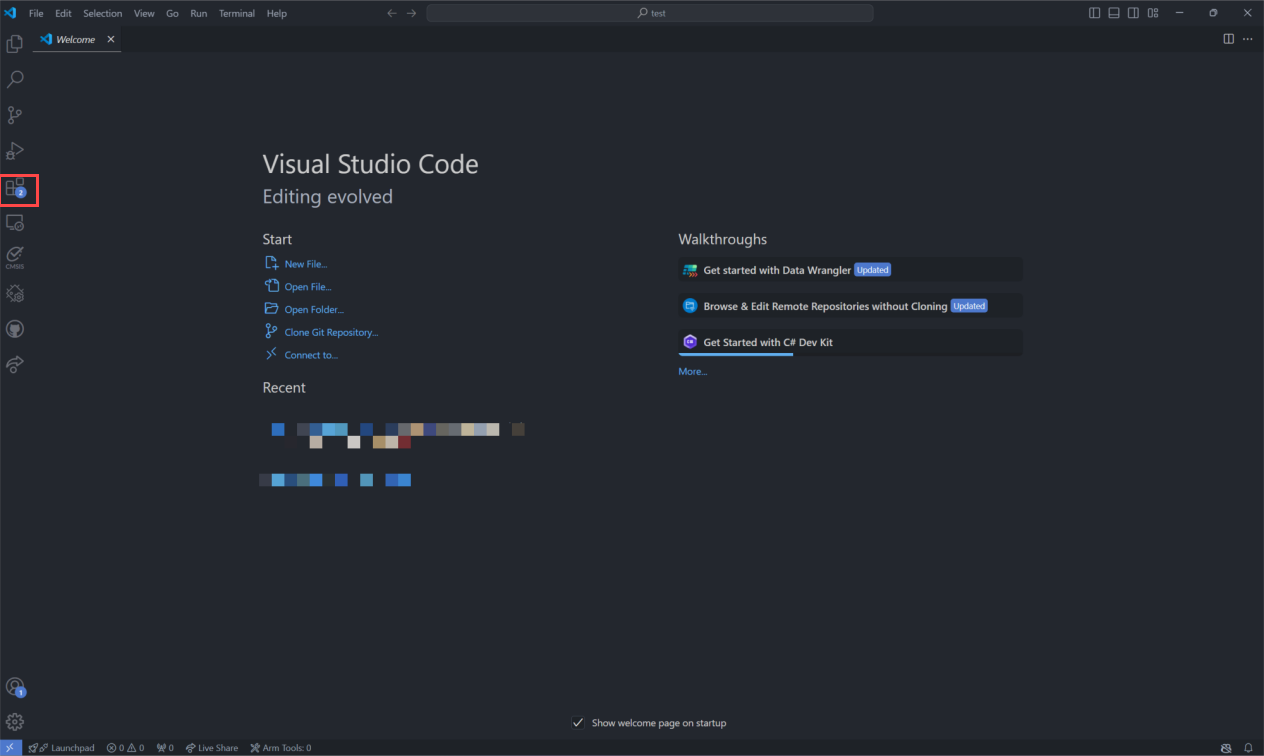 File Edit Selection View Go Run Terminal Help test
Welcome
2
CMSIS
Visual Studio Code
Editing evolved
Start
New File...
Open File...
Open Folder...
Clone Git Repository...
Connect to...
Recent
Walkthroughs
Get started with Data Wrangler Updated
Browse & Edit Remote Repositories without Cloning Updated
C# Get Started with C# Dev Kit
More...
1
Show welcome page on startup
Launchpad 0 0 0 Live Share Arm Tools: 0